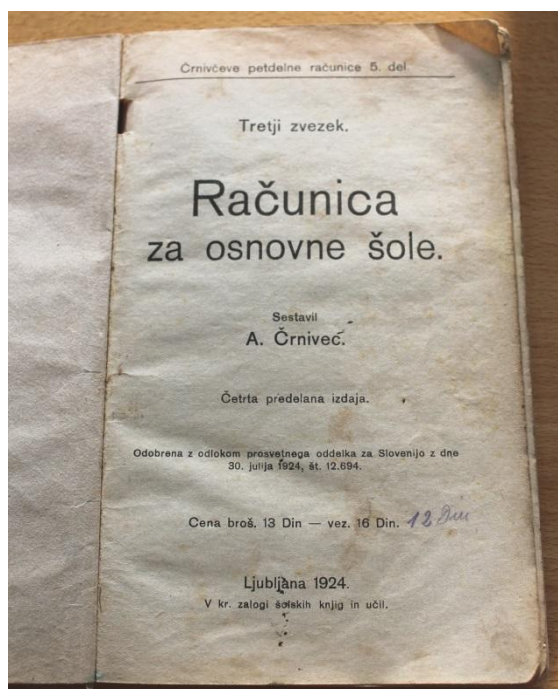 Črnivčeve petdelne računice 5. del.
Tretji zvezek.
Računica
za osnovne šole.
Sestavil
A. Črnivec.
Četrta predelana izdaja.
Odobrena z odlokom prosvetnega oddelka za Slovenijo z dne
30. julija 1924, št. 12.694.
Cena broš. 13 Din — vez. 16 Din. 12 Din
Ljubljana 1924.
V kr. zalogi šolskih knjig in učil.